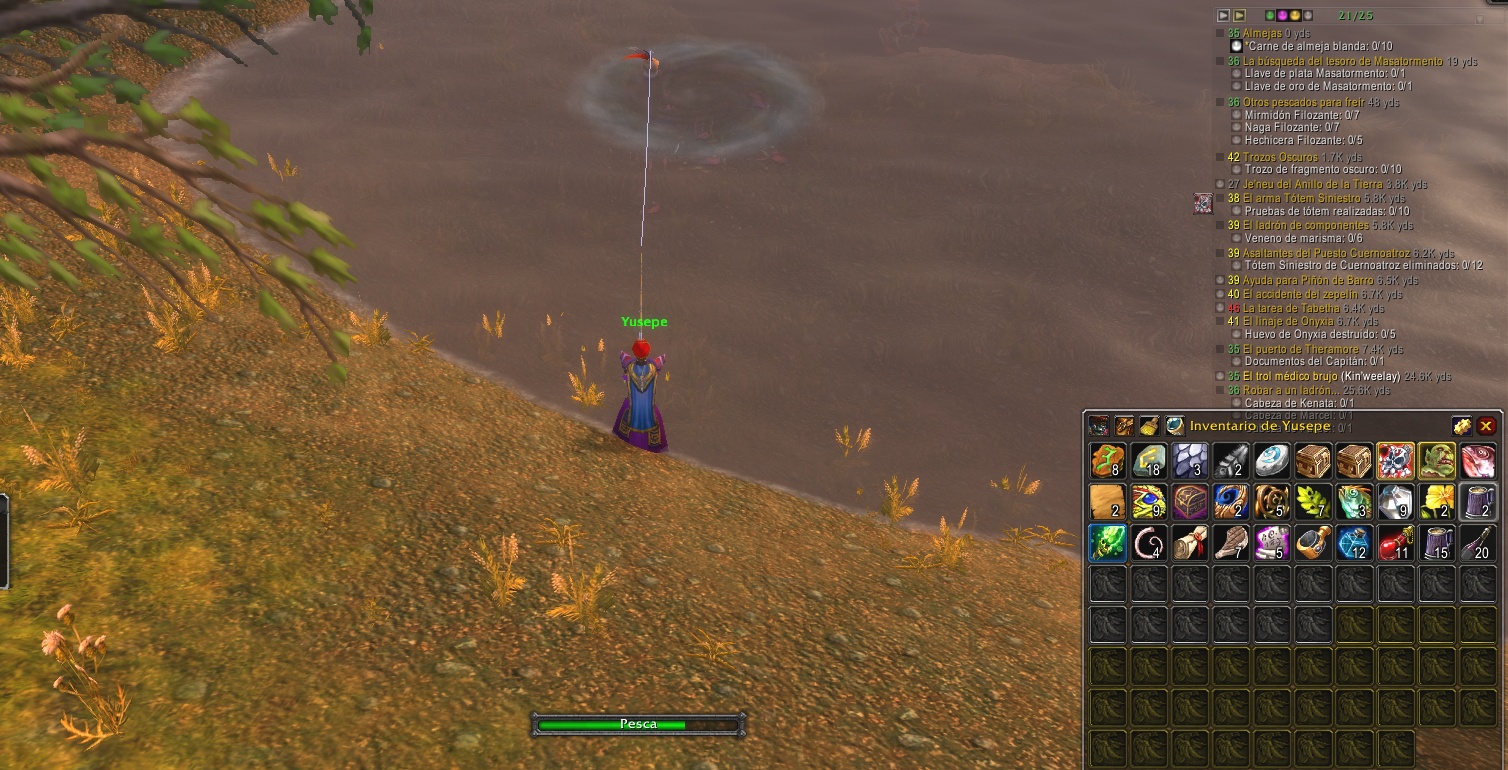 21/25
35 Almejas 0 yds
*Carne de almeja blanda: 0/10
36 La búsqueda del tesoro de Masatormento 19 yds
Llave de plata Masatormento: 0/1
Llave de oro de Masatormento: 0/1
36 Otros pescados para freír 48 yds
Mirmidón Filozante: 0/7
Naga Filozante: 0/7
Hechicera Filozante: 0/5
42 Trozos Oscuros 1.7K yds
Trozo de fragmento oscuro: 0/10
27 Je'neu del Anillo de la Tierra 3.8K yds
38 El arma Tótem Siniestro 5.8K yds
Pruebas de tótem realizadas: 0/10
39 El ladrón de componentes 5.8K yds
Veneno de marisma: 0/6
39 Asaltantes del Puesto Cuernoatroz 6.2K yds
Tótem Siniestro de Cuernoatroz eliminados: 0/12
39 Ayuda para Piñón de Barro 6.5K yds
40 El accidente del zepelín 6.7K yds
La tarea de Tabetha 6.4K yds
41 El linaje de Onyxia 6.7K yds
Huevo de Onyxia destruido: 0/5
35 El puerto de Theramore 7.4K yds
Documentos del Capitán: 0/1
35 El trol médico brujo (Kin'weelay) 24.6K yds
36 Robar a un ladrón... 25.6K yds
Cabeza de Kenata: 0/1
Cabeza de Marcel: 0/1
0/1
Yusepe
Inventario de Yusepe
8 18 3 2
2 9 2 5 7 3 9 2 2
4 7 5 12 11 15 20
Pesca